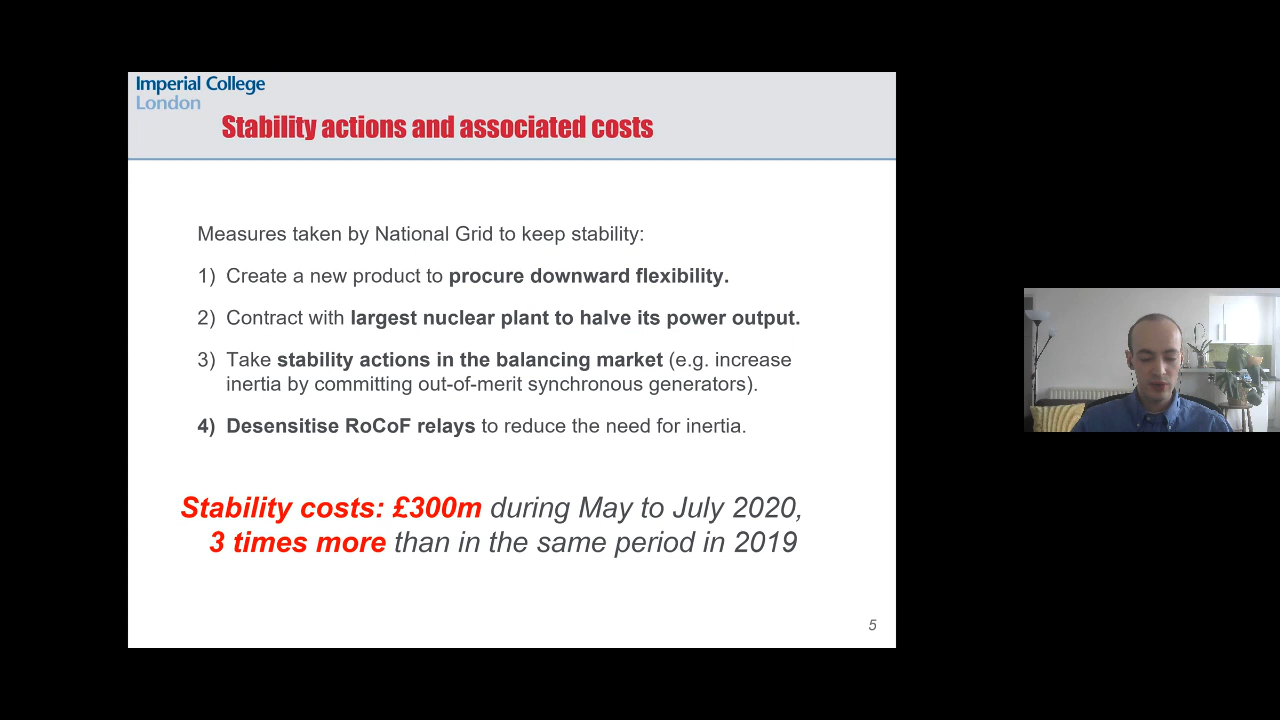 Imperial College
London
Stability actions and associated costs
Measures taken by National Grid to keep stability:
1) Create a new product to procure downward flexibility.
2) Contract with largest nuclear plant to halve its power output.
3) Take stability actions in the balancing market (e.g. increase
inertia by committing out-of-merit synchronous generators).
4) Desensitise RoCoF relays to reduce the need for inertia.
Stability costs: £300m during May to July 2020,
3 times more than in the same period in 2019
5